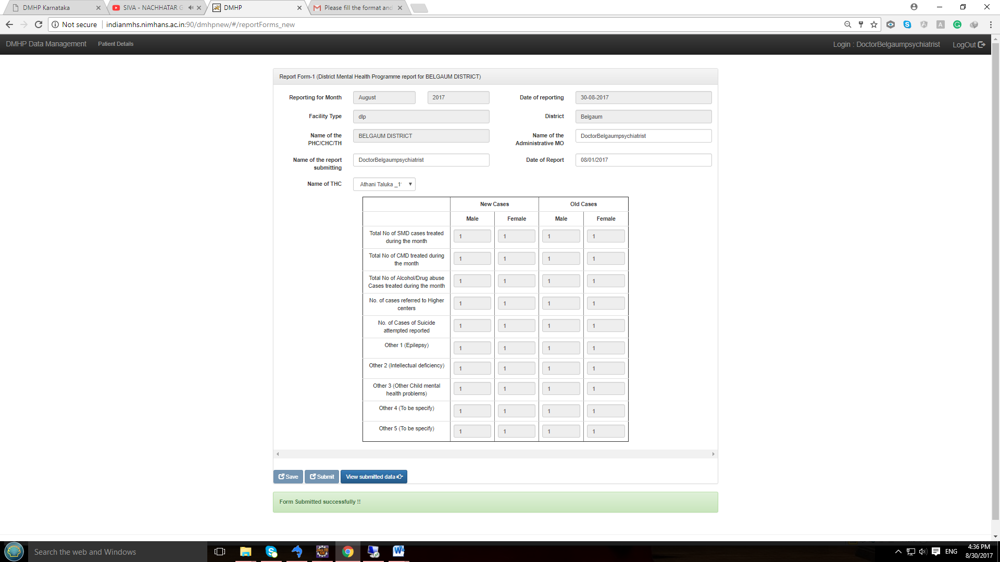 DMHP Karnataka
SIVA - NACHHATAR G
DMHP
Please fill the format and
Not secure
indianmhs.nimhans.ac.in:90/dmhpnew/#/reportForms_new
DMHP Data Management
Patient Details
Login : DoctorBelgaumpsychiatrist
LogOut
Report Form-1 (District Mental Health Programme report for BELGAUM DISTRICT)
Reporting for Month August 2017 Date of reporting 30-08-2017
Facility Type dlp District Belgaum
Name of the PHC/CHC/TH BELGAUM DISTRICT Name of the Administrative MO DoctorBelgaumpsychiatrist
Name of the report submitting DoctorBelgaumpsychiatrist Date of Report 08/01/2017
Name of THC Athani Taluka _1
New Cases Old Cases
Male Female Male Female
Total No of SMD cases treated
during the month
1 1 1 1
Total No of CMD treated during
the month
1 1 1 1
Total No of Alcohol/Drug abuse
Cases treated during the month
1 1 1 1
No. of cases referred to Higher
centers
1 1 1 1
No. of Cases of Suicide
attempted reported
1 1 1 1
Other 1 (Epilepsy)
1 1 1 1
Other 2 (Intellectual deficiency)
1 1 1 1
Other 3 (Other Child mental
health problems)
1 1 1 1
Other 4 (To be specify)
1 1 1 1
Other 5 (To be specify)
1 1 1 1
Save Submit View submitted data
Form Submitted successfully !!
Search the web and Windows
ENG
4:36 PM
8/30/2017